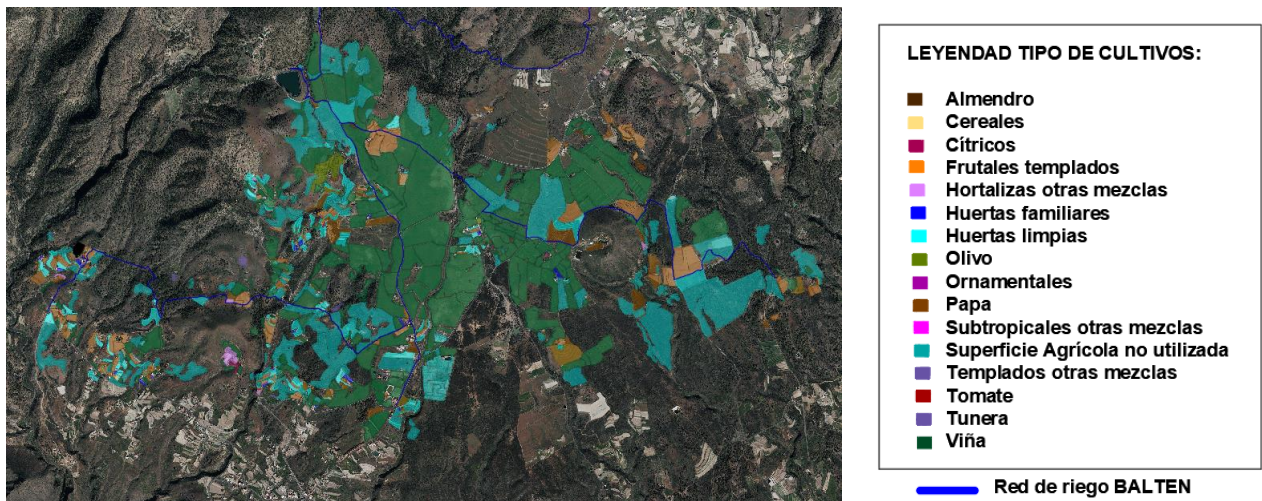 LEYENDAD TIPO DE CULTIVOS:
Almendro
Cereales
Cítricos
Frutales templados
Hortalizas otras mezclas
Huertas familiares
Huertas limpias
Olivo
Ornamentales
Papa
Subtropicales otras mezclas
Superficie Agrícola no utilizada
Templados otras mezclas
Tomate
Tunera
Viña
Red de riego BALTEN